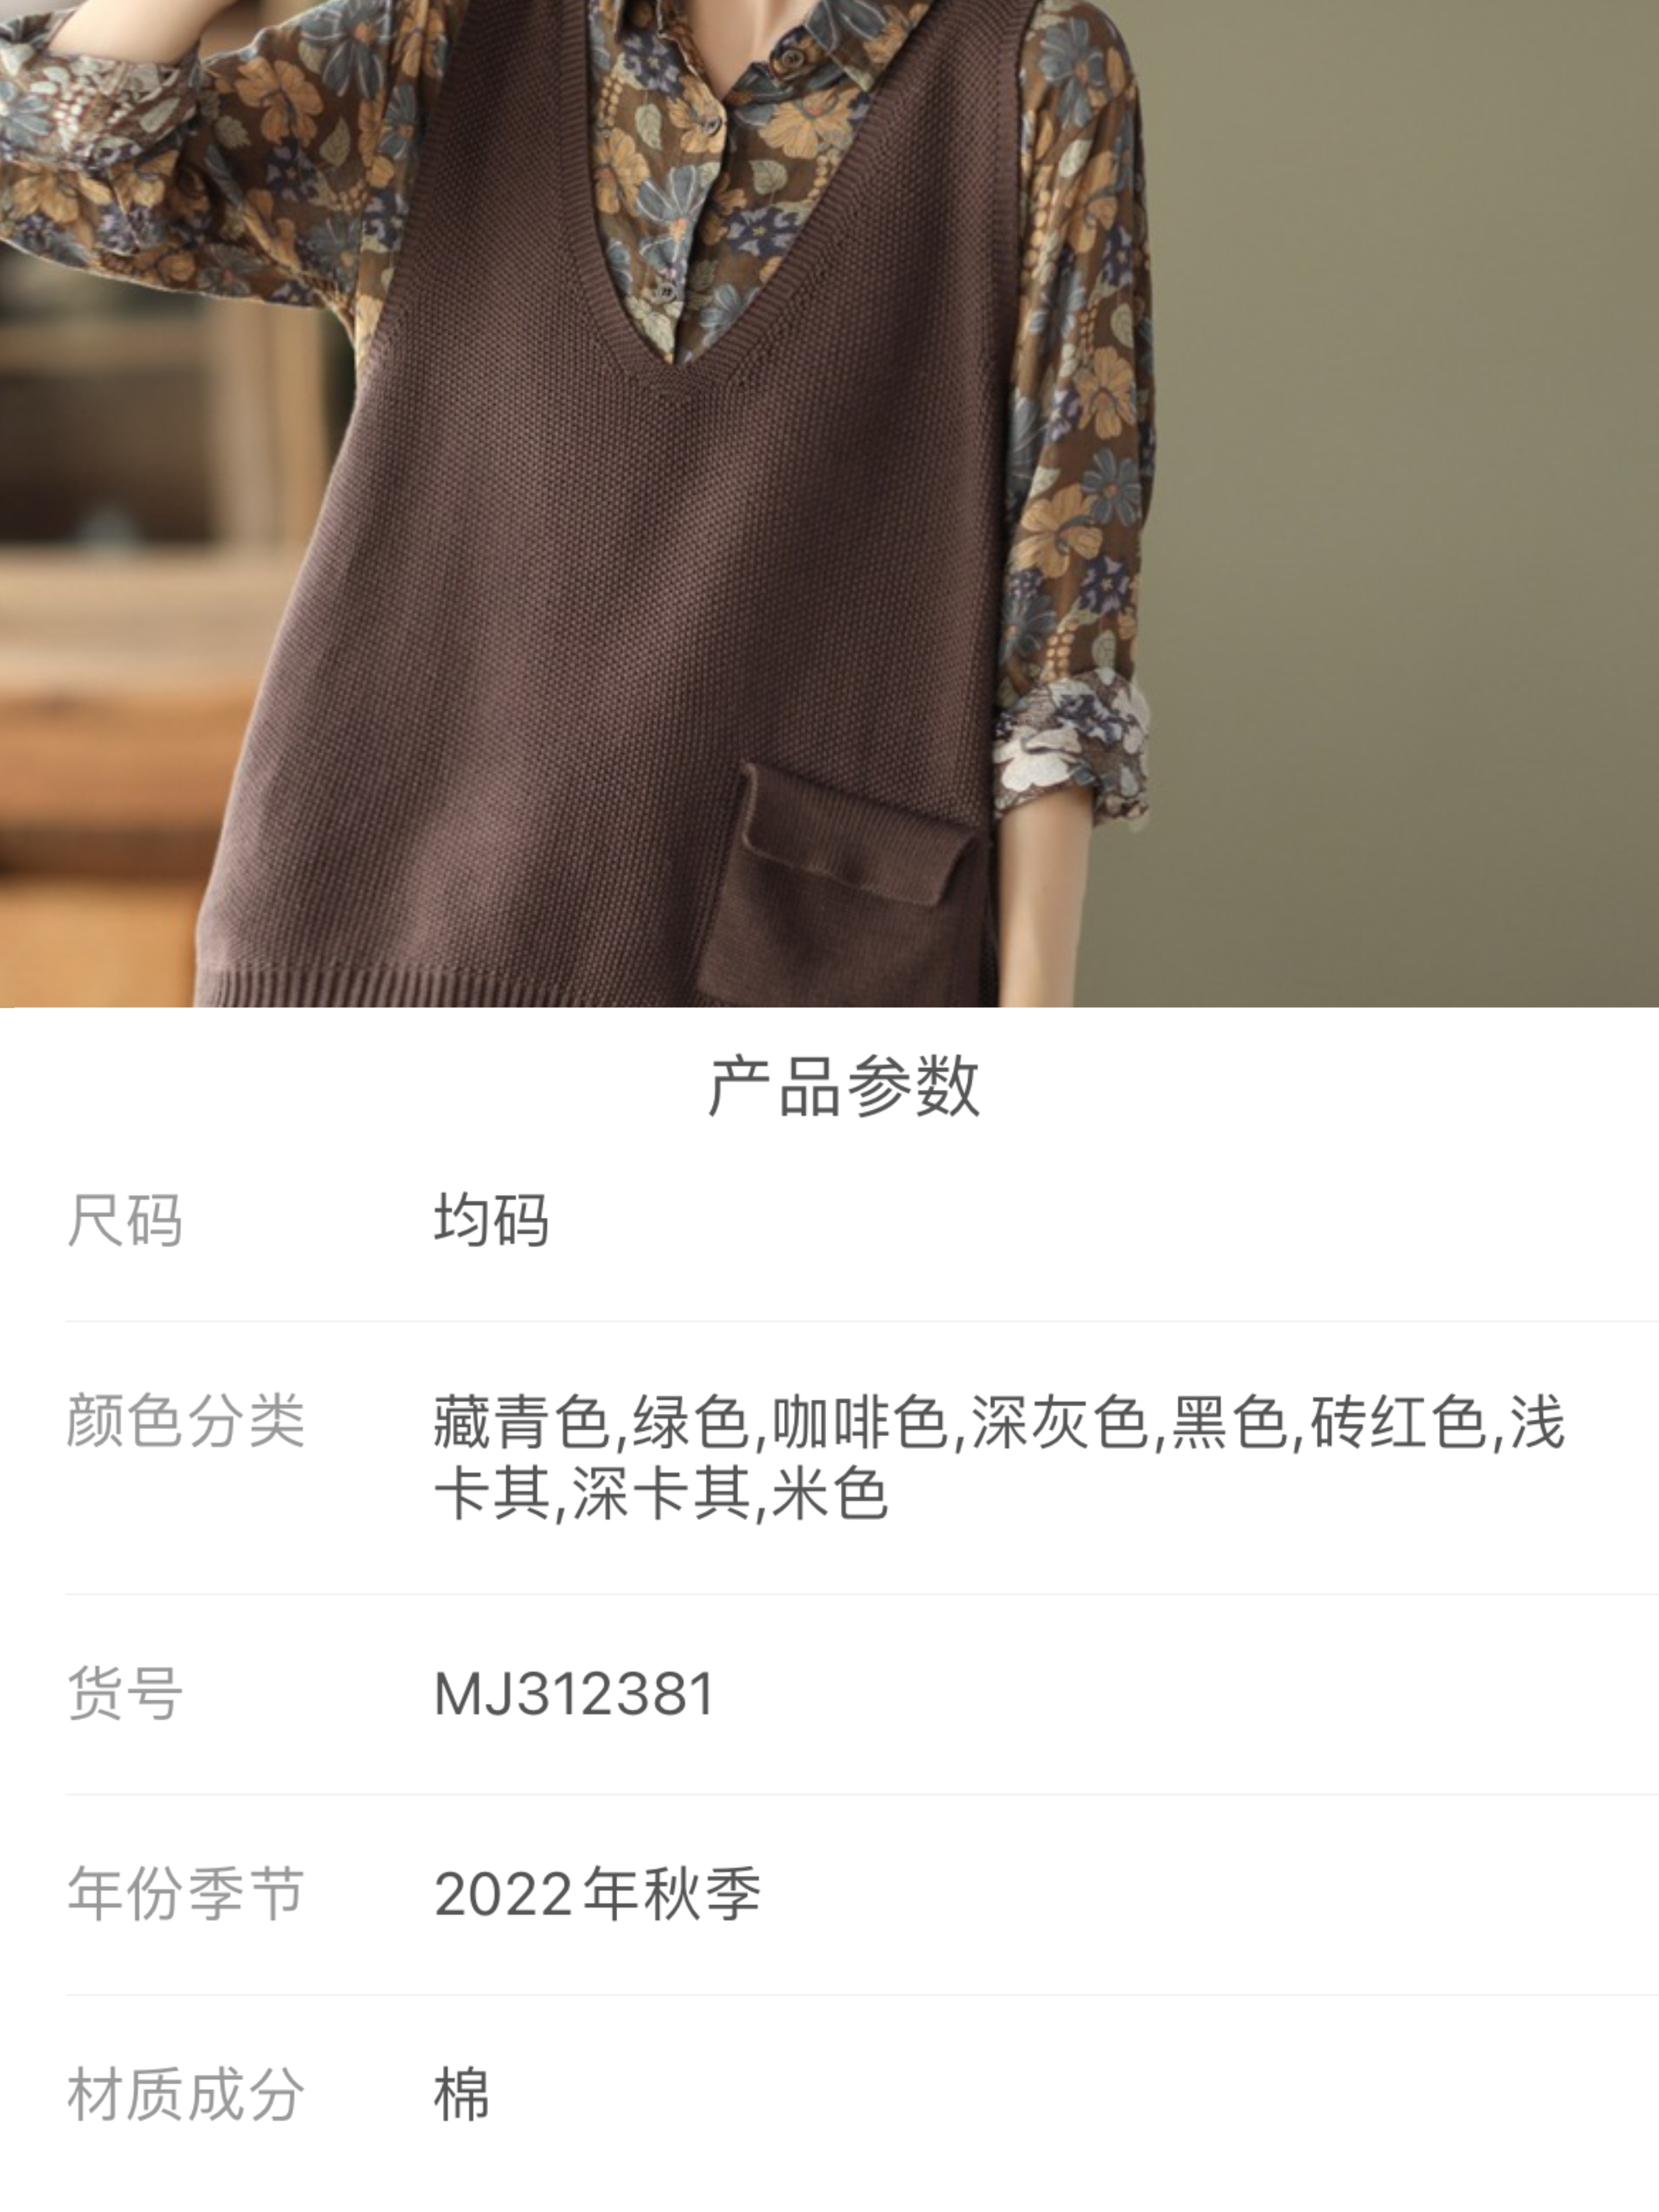 产品参数
尺码 均码
颜色分类 藏青色,绿色,咖啡色,深灰色,黑色,砖红色,浅
卡其,深卡其,米色
货号 MJ312381
年份季节 2022年秋季
材质成分 棉